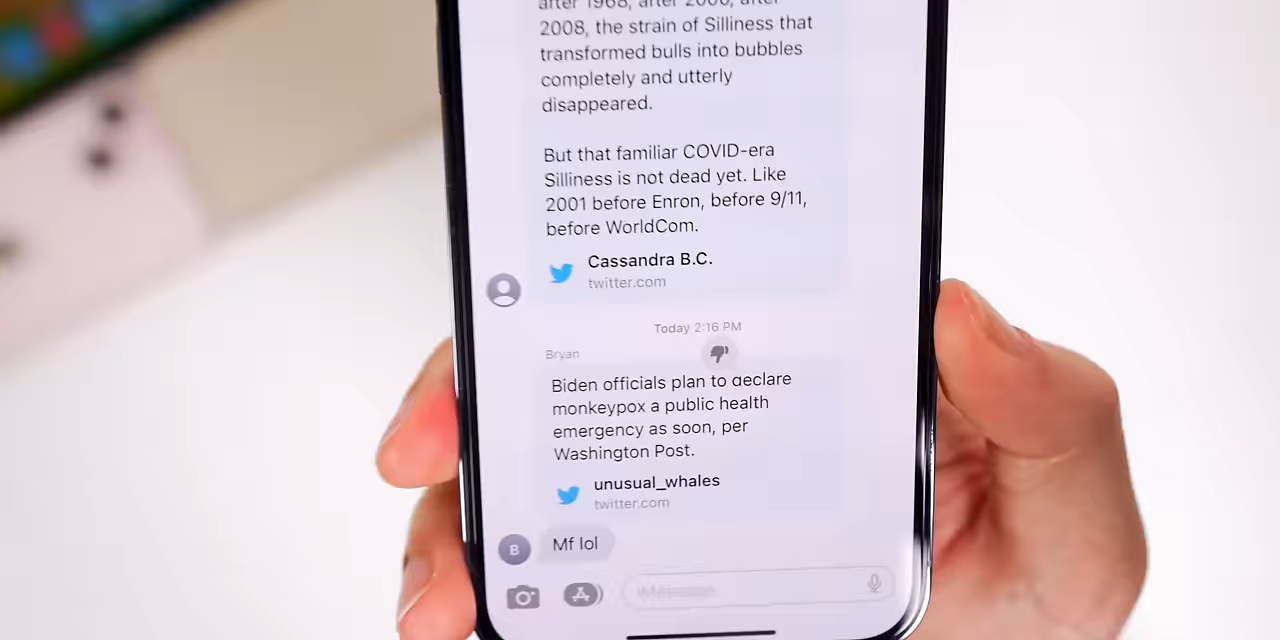 after 1968, after 2000, after
2008, the strain of Silliness that
transformed bulls into bubbles
completely and utterly
disappeared.
But that familiar COVID-era
Silliness is not dead yet. Like
2001 before Enron, before 9/11,
before WorldCom.
Cassandra B.C.
twitter.com
Today 2:16 PM
Bryan
Biden officials plan to declare
monkeypox a public health
emergency as soon, per
Washington Post.
unusual_whales
twitter.com
B
Mf lol
iMessage